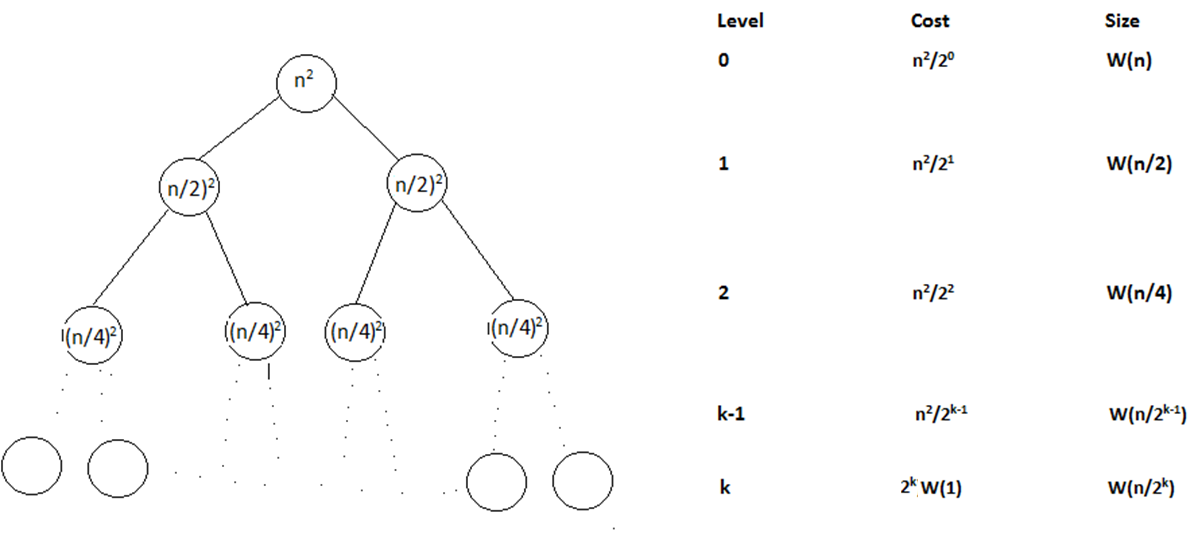 Level Cost Size
0 n²/2⁰ W(n)
n²
1 n²/2¹ W(n/2)
n/2)² n/2)²
2 n²/2² W(n/4)
(n/4)² (n/4)² (n/4)² (n/4)²
k-1 n²/2ᵏ⁻¹ W(n/2ᵏ⁻¹)
k 2ᵏ W(1) W(n/2ᵏ)